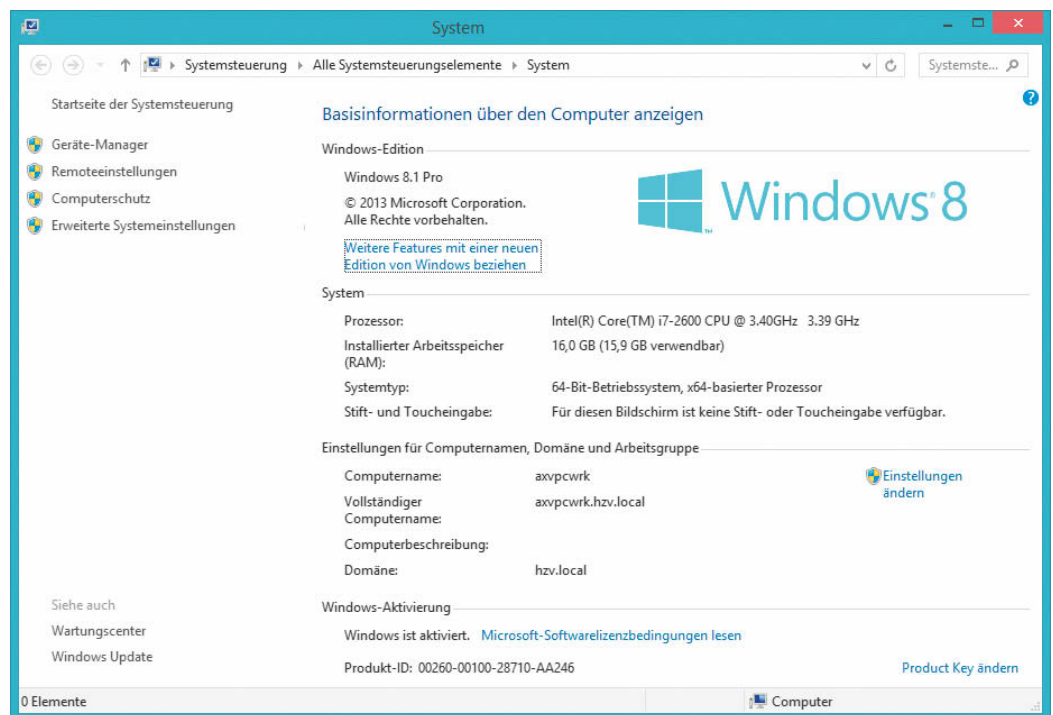 System
Systemsteuerung Alle Systemsteuerungselemente System
Systemste...
Startseite der Systemsteuerung
Geräte-Manager
Remoteeinstellungen
Computerschutz
Erweiterte Systemeinstellungen
Basisinformationen über den Computer anzeigen
Windows-Edition
Windows 8.1 Pro
© 2013 Microsoft Corporation.
Alle Rechte vorbehalten.
Weitere Features mit einer neuen
Edition von Windows beziehen
Windows® 8
System
Prozessor: Intel(R) Core(TM) i7-2600 CPU @ 3.40GHz 3.39 GHz
Installierter Arbeitsspeicher 16,0 GB (15,9 GB verwendbar)
(RAM):
Systemtyp: 64-Bit-Betriebssystem, x64-basierter Prozessor
Stift- und Toucheingabe: Für diesen Bildschirm ist keine Stift- oder Toucheingabe verfügbar.
Einstellungen für Computernamen, Domäne und Arbeitsgruppe
Computername: axvpcwrk
Einstellungen
ändern
Vollständiger axvpcwrk.hzv.local
Computername:
Computerbeschreibung:
Domäne: hzv.local
Windows-Aktivierung
Windows ist aktiviert. Microsoft-Softwarelizenzbedingungen lesen
Produkt-ID: 00260-00100-28710-AA246
Product Key ändern
Siehe auch
Wartungscenter
Windows Update
0 Elemente
Computer